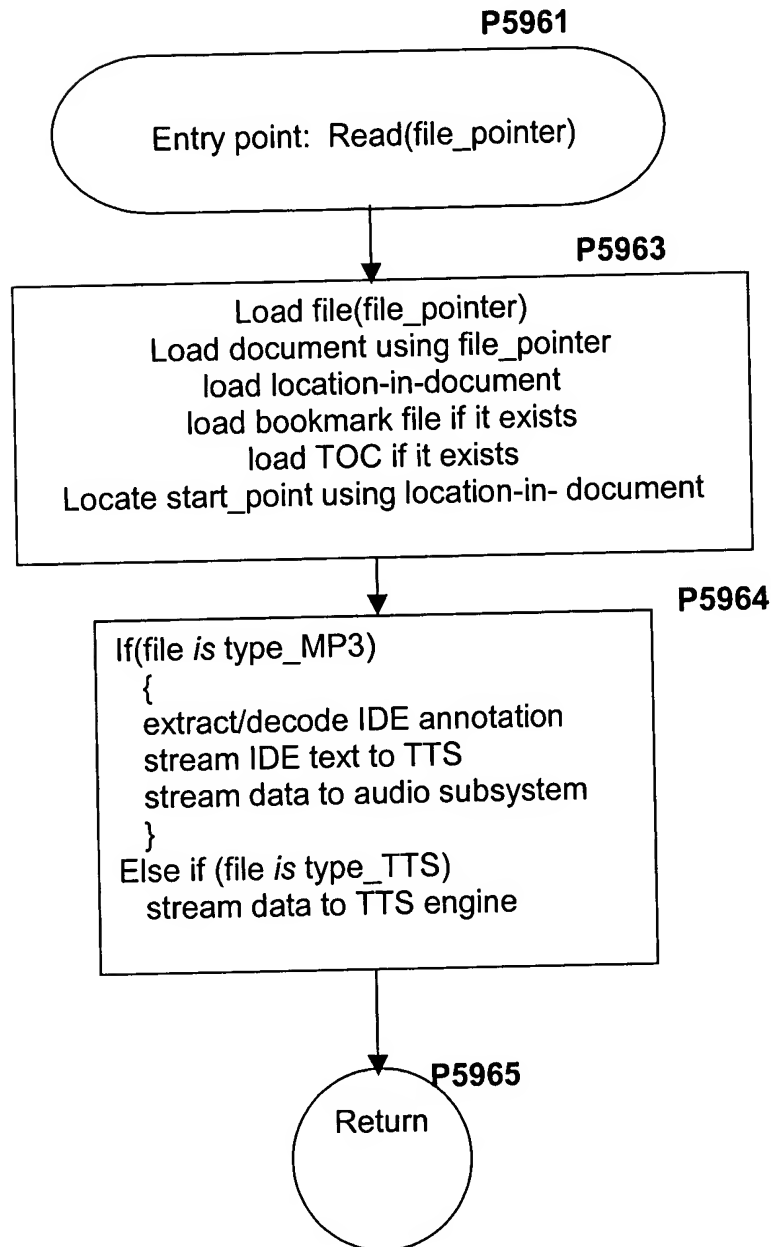 P5961
Entry point: Read(file_pointer)
P5963
Load file(file_pointer)
Load document using file_pointer
load location-in-document
load bookmark file if it exists
load TOC if it exists
Locate start_point using location-in- document
P5964
If(file is type_MP3)
{
extract/decode IDE annotation
stream IDE text to TTS
stream data to audio subsystem
}
Else if (file is type_TTS)
stream data to TTS engine
P5965
Return